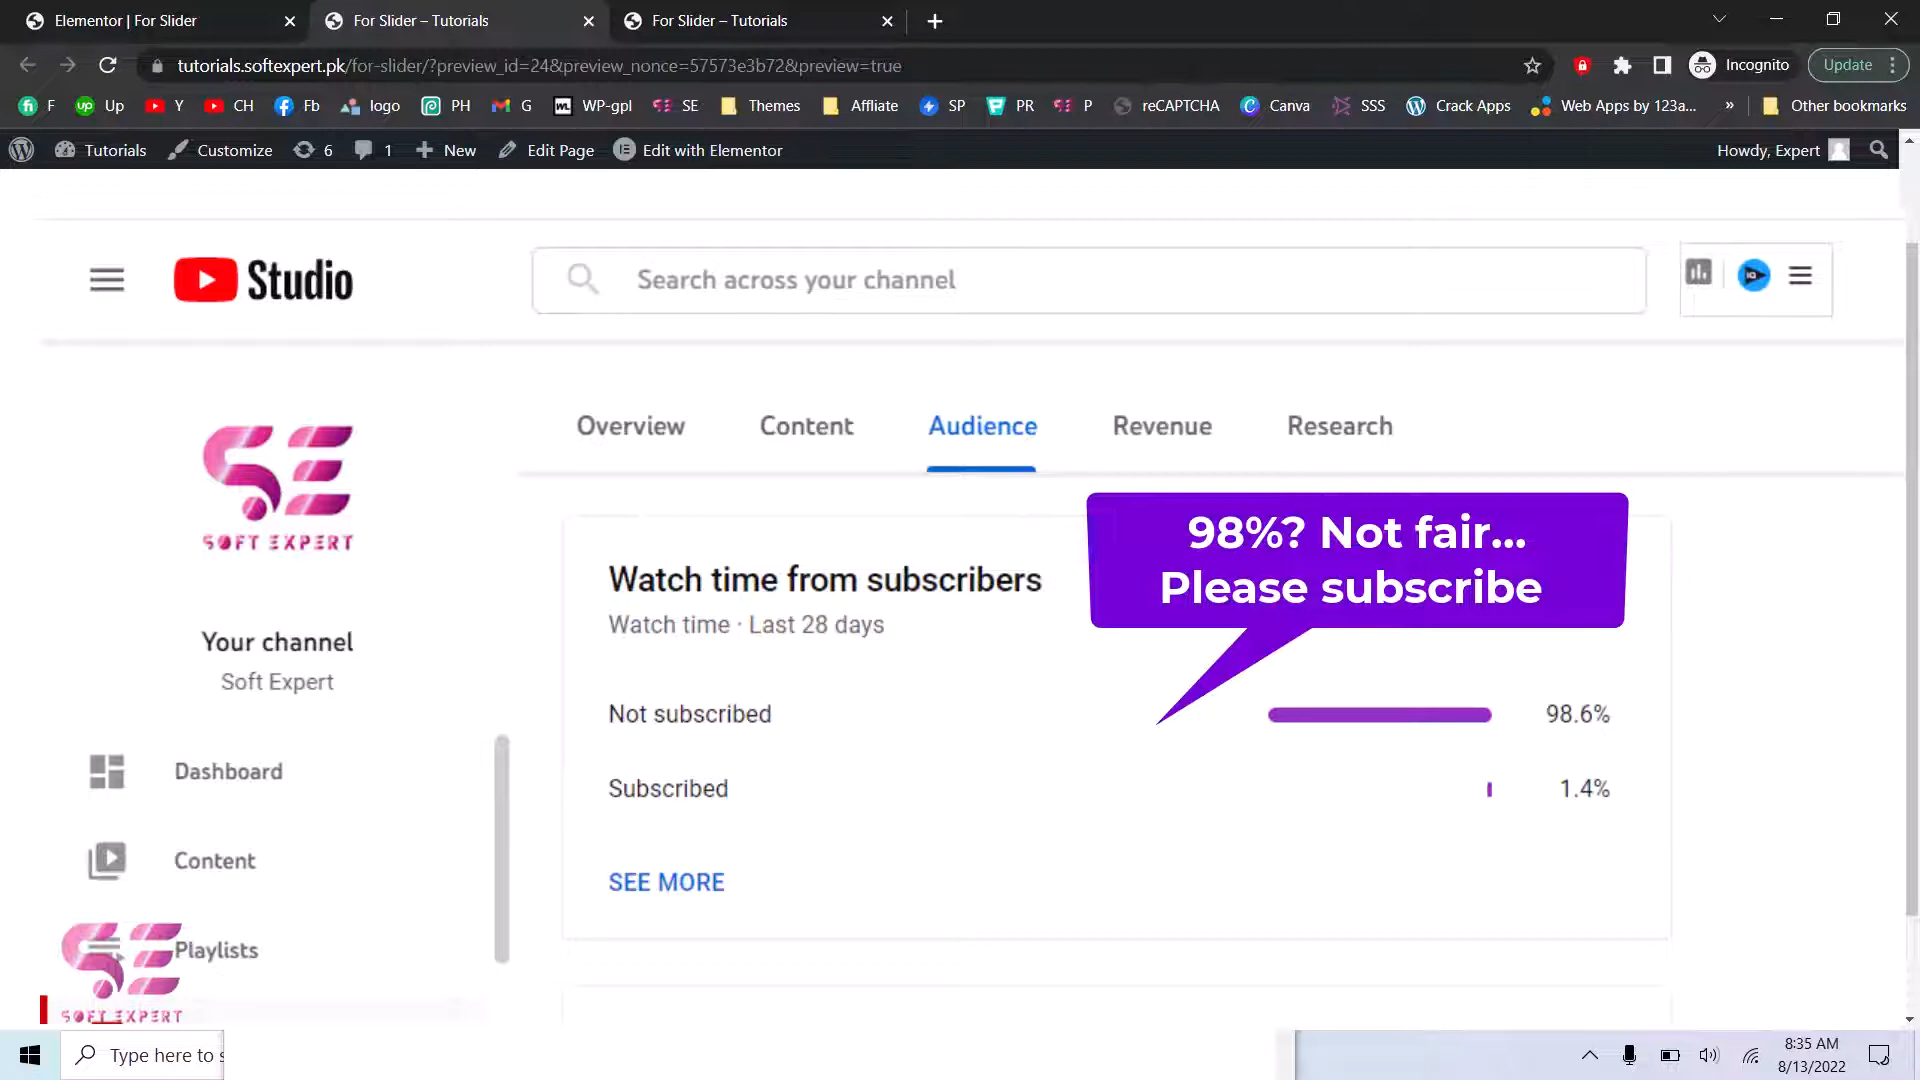 Elementor | For Slider
For Slider – Tutorials
For Slider – Tutorials
tutorials.softexpert.pk/for-slider/?preview_id=24&preview_nonce=57573e3b72&preview=true
Incognito
Update
F
Up
Y
CH
Fb
logo
PH
G
WP-gpl
SE
Themes
Affliate
SP
PR
P
reCAPTCHA
Canva
SSS
Crack Apps
Web Apps by 123a...
»
Other bookmarks
Tutorials
Customize
6
1
New
Edit Page
Edit with Elementor
Howdy, Expert
Studio
Search across your channel
SE
SOFT EXPERT
Overview
Content
Audience
Revenue
Research
98%? Not fair...
Please subscribe
Watch time from subscribers
Watch time · Last 28 days
Your channel
Soft Expert
Not subscribed
98.6%
Subscribed
1.4%
Dashboard
Content
SEE MORE
Playlists
SE
SOFT EXPERT
Type here to s
8:35 AM
8/13/2022